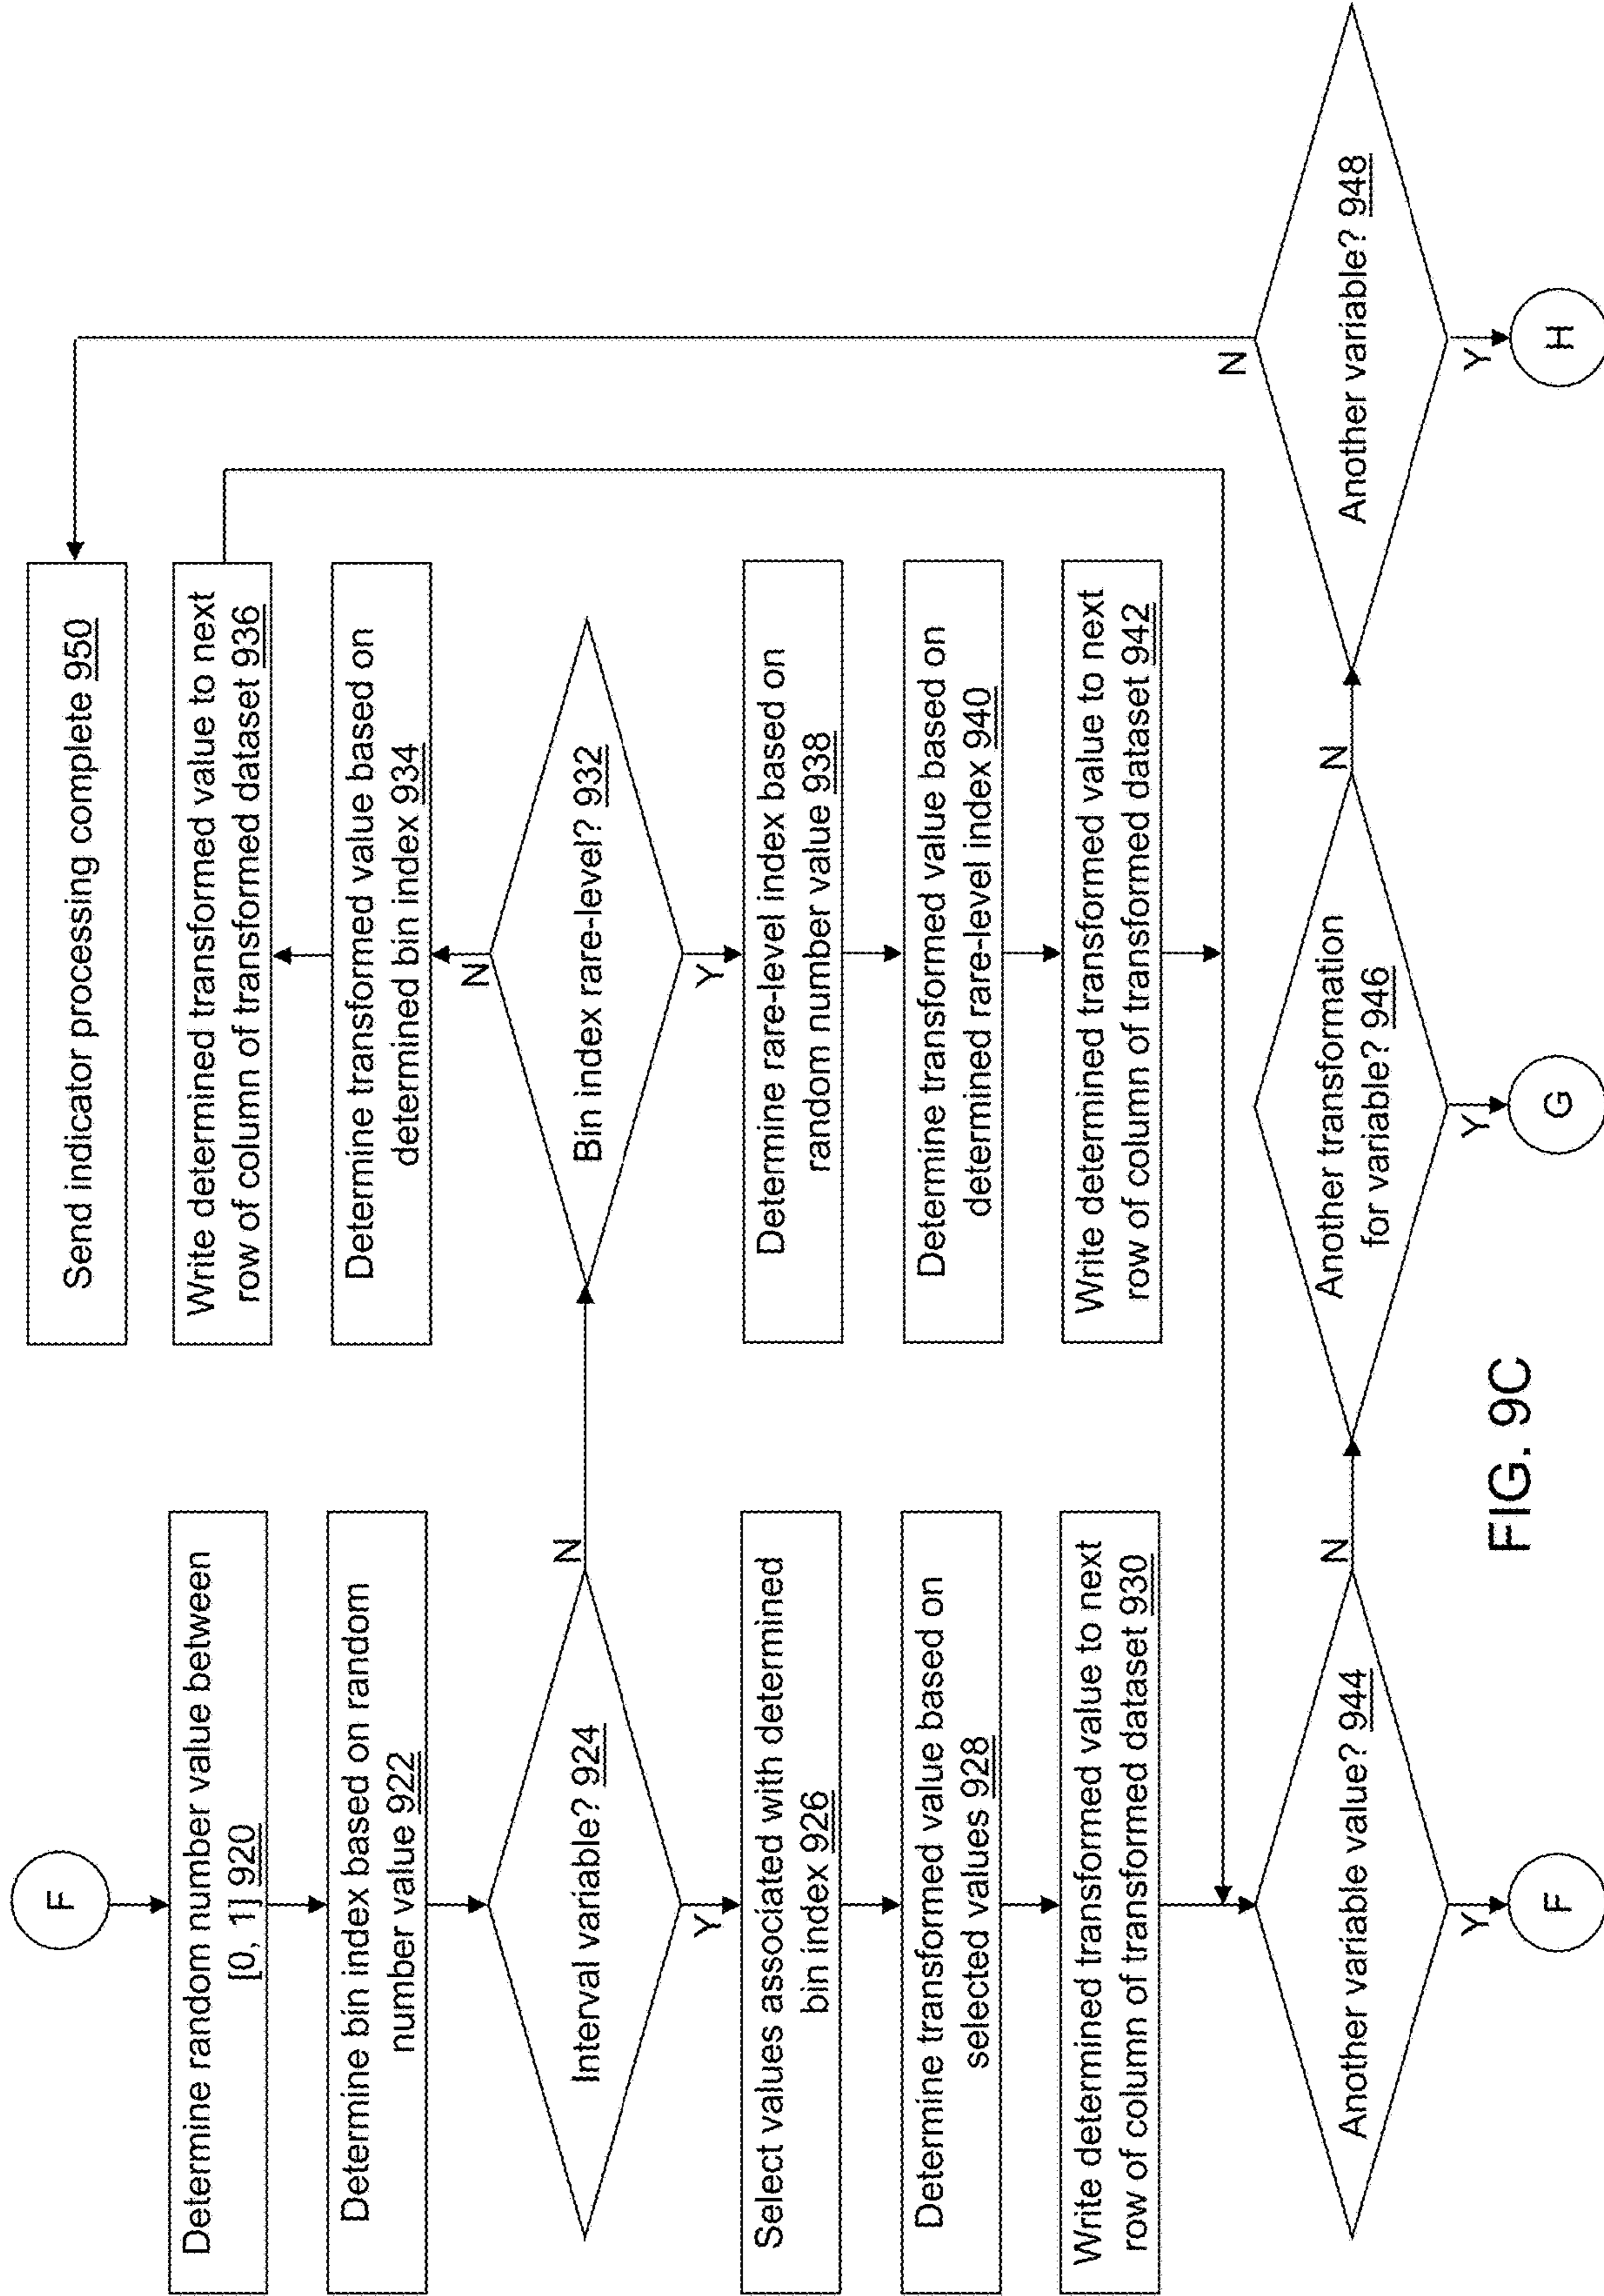 F
Determine random number value between
[0, 1] 920
Determine bin index based on random
number value 922
Interval variable? 924
N
Y
Select values associated with determined
bin index 926
Determine transformed value based on
selected values 928
Write determined transformed value to next
row of column of transformed dataset 930
Another variable value? 944
N
Y
F
Send indicator processing complete 950
Write determined transformed value to next
row of column of transformed dataset 936
Determine transformed value based on
determined bin index 934
N
Bin index rare-level? 932
Y
Determine rare-level index based on
random number value 938
Determine transformed value based on
determined rare-level index 940
Write determined transformed value to next
row of column of transformed dataset 942
Another transformation
for variable? 946
N
Y
G
N
Another variable? 948
Y
H
FIG. 9C